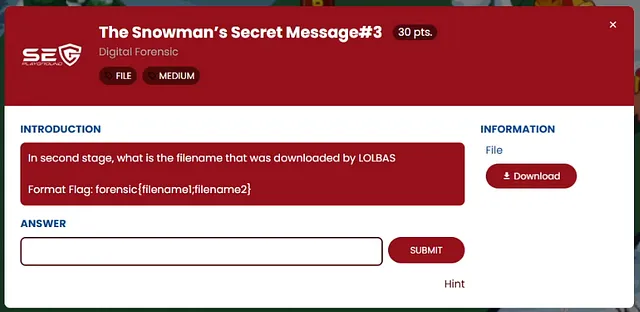 The Snowman’s Secret Message#3 30 pts.
Digital Forensic
FILE MEDIUM
SEC
PLAYGROUND
×
INTRODUCTION
In second stage, what is the filename that was downloaded by LOLBAS
Format Flag: forensic{filename1;filename2}
ANSWER
SUBMIT
Hint
INFORMATION
File
Download